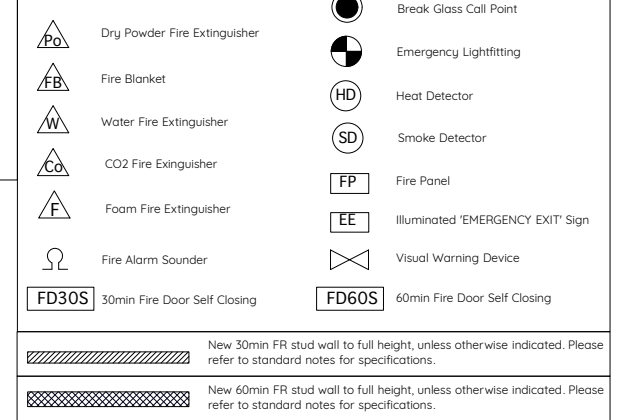 Po Dry Powder Fire Extinguisher
FB Fire Blanket
W Water Fire Extinguisher
Co CO2 Fire Exinguisher
F Foam Fire Extinguisher
Fire Alarm Sounder
FD30S 30min Fire Door Self Closing
Break Glass Call Point
Emergency Lightfitting
HD Heat Detector
SD Smoke Detector
FP Fire Panel
EE Illuminated 'EMERGENCY EXIT' Sign
Visual Warning Device
FD60S 60min Fire Door Self Closing
New 30min FR stud wall to full height, unless otherwise indicated. Please
refer to standard notes for specifications.
New 60min FR stud wall to full height, unless otherwise indicated. Please
refer to standard notes for specifications.